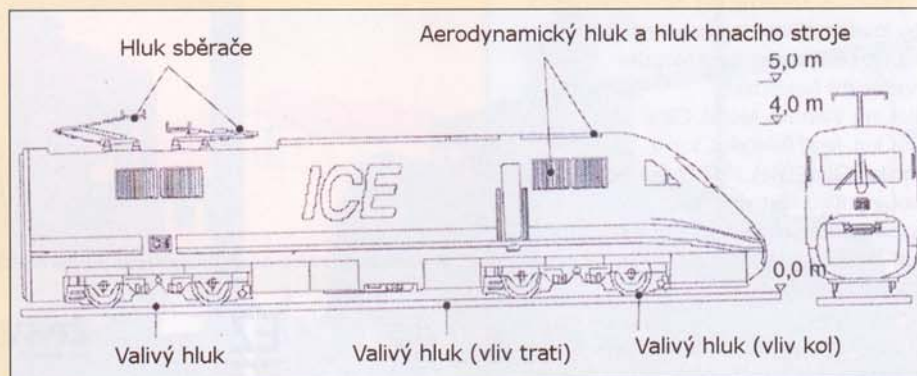 Hluk sběrače
Aerodynamický hluk a hluk hnacího stroje
5,0 m
4,0 m
ICE
0,0 m
Valivý hluk
Valivý hluk (vliv trati)
Valivý hluk (vliv kol)